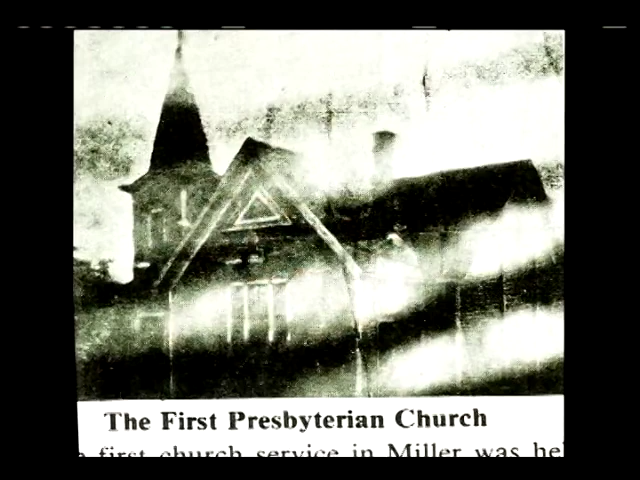 The First Presbyterian Church
first church service in Miller was